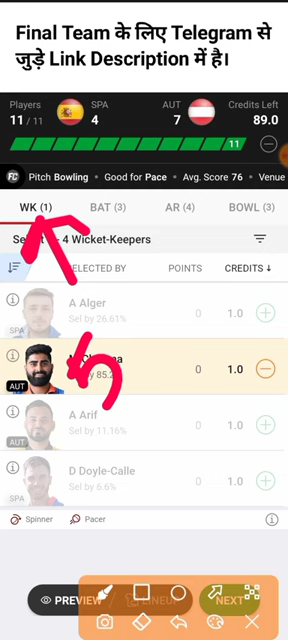 Final Team के लिए Telegram से
जुड़े Link Description में है।
Players SPA AUT Credits Left
11 / 11 4 7 89.0
11
FC Pitch Bowling • Good for Pace • Avg. Score 76 • Venue
WK (1) BAT (3) AR (4) BOWL (3)
4 Wicket-Keepers
SELECTED BY POINTS CREDITS ↓
A Alger
Sel by 26.61% 0 1.0
SPA
0 1.0
AUT
A Arif
Sel by 11.16% 0 1.0
AUT
D Doyle-Calle
Sel by 6.6% 0 1.0
SPA
Spinner Pacer
PREVIEW LINEUP NEXT